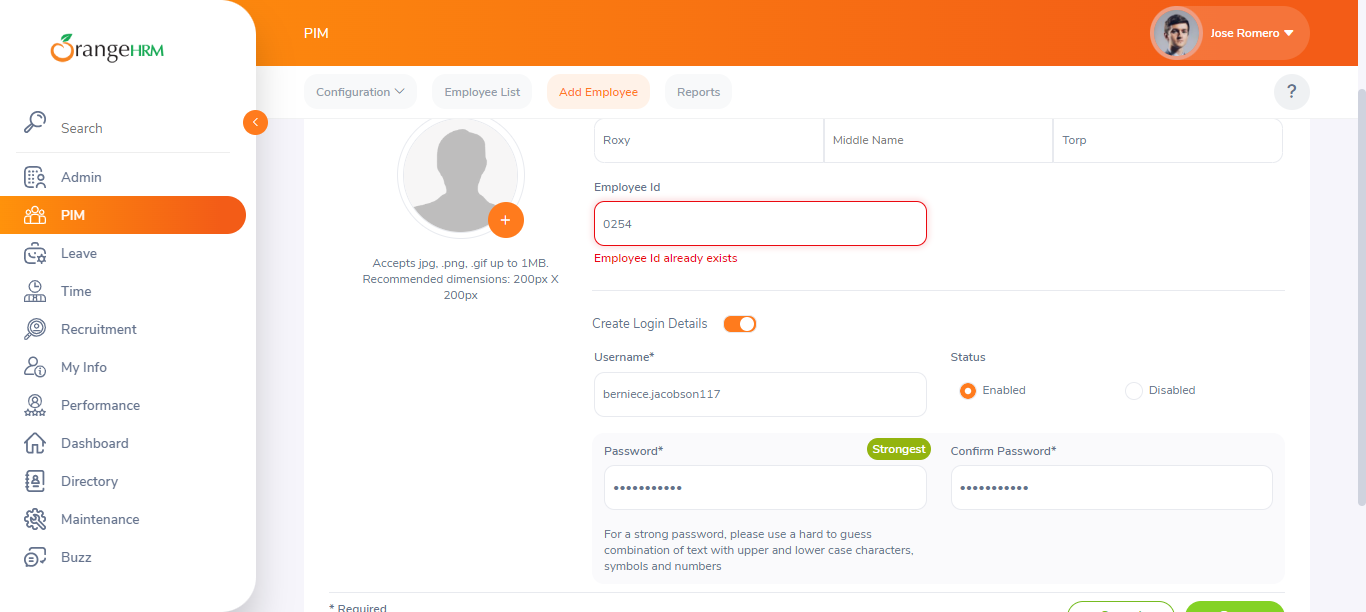 OrangeHRM
PIM
Jose Romero
Configuration
Employee List
Add Employee
Reports
?
Search
Admin
PIM
Leave
Time
Recruitment
My Info
Performance
Dashboard
Directory
Maintenance
Buzz
Accepts jpg, .png, .gif up to 1MB.
Recommended dimensions: 200px X
200px
Roxy
Middle Name
Torp
Employee Id
0254
Employee Id already exists
Create Login Details
Username*
berniece.jacobson117
Status
Enabled
Disabled
Password*
Strongest
•••••••••••
Confirm Password*
•••••••••••
For a strong password, please use a hard to guess
combination of text with upper and lower case characters,
symbols and numbers
* Required